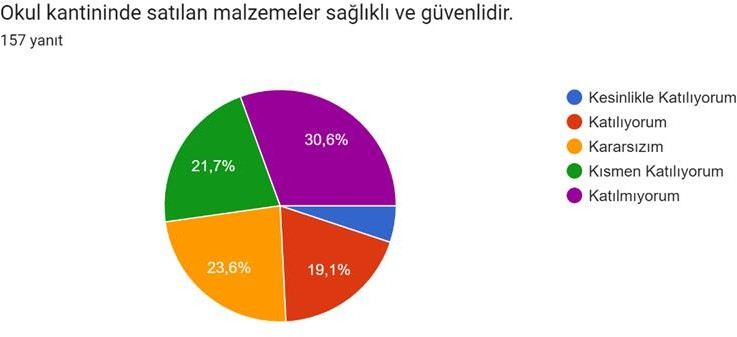 Okul kantininde satılan malzemeler sağlıklı ve güvenlidir.
157 yanıt
Kesinlikle Katılıyorum
Katılıyorum
Kararsızım
Kısmen Katılıyorum
Katılmıyorum
30,6%
21,7%
23,6%
19,1%